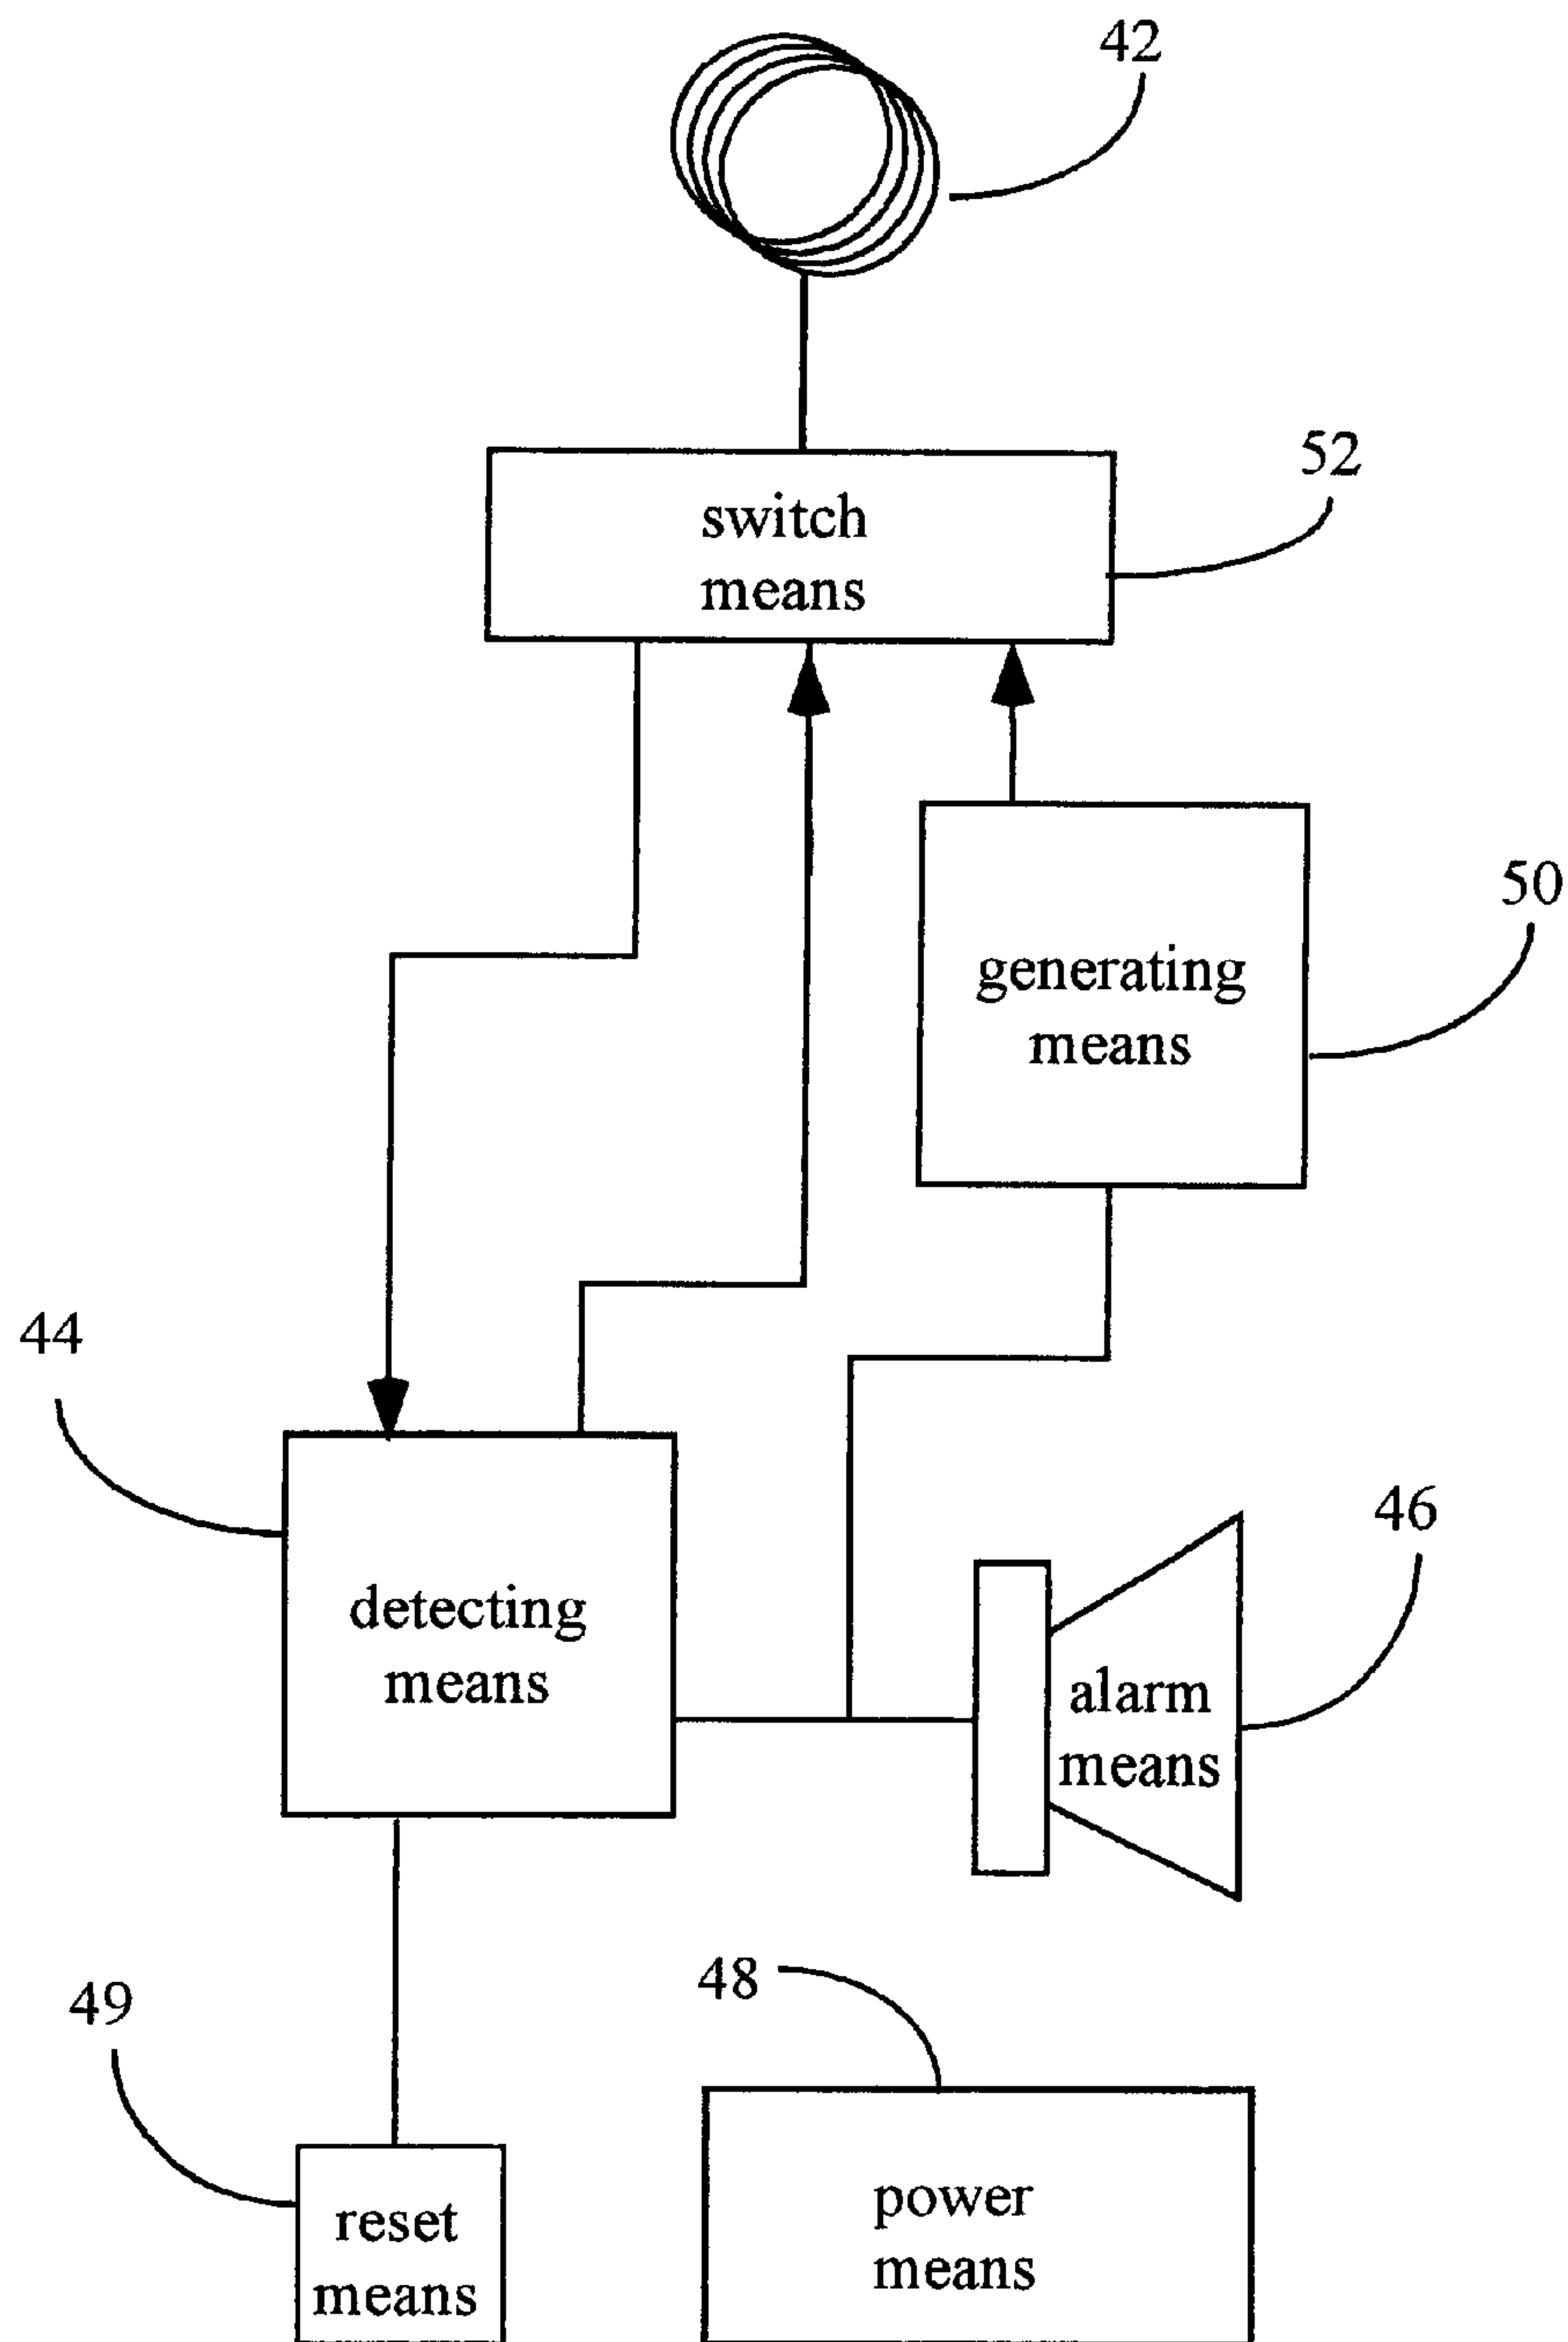 42
52
switch
means
50
generating
means
44
46
detecting
means
alarm
means
49
48
reset
means
power
means